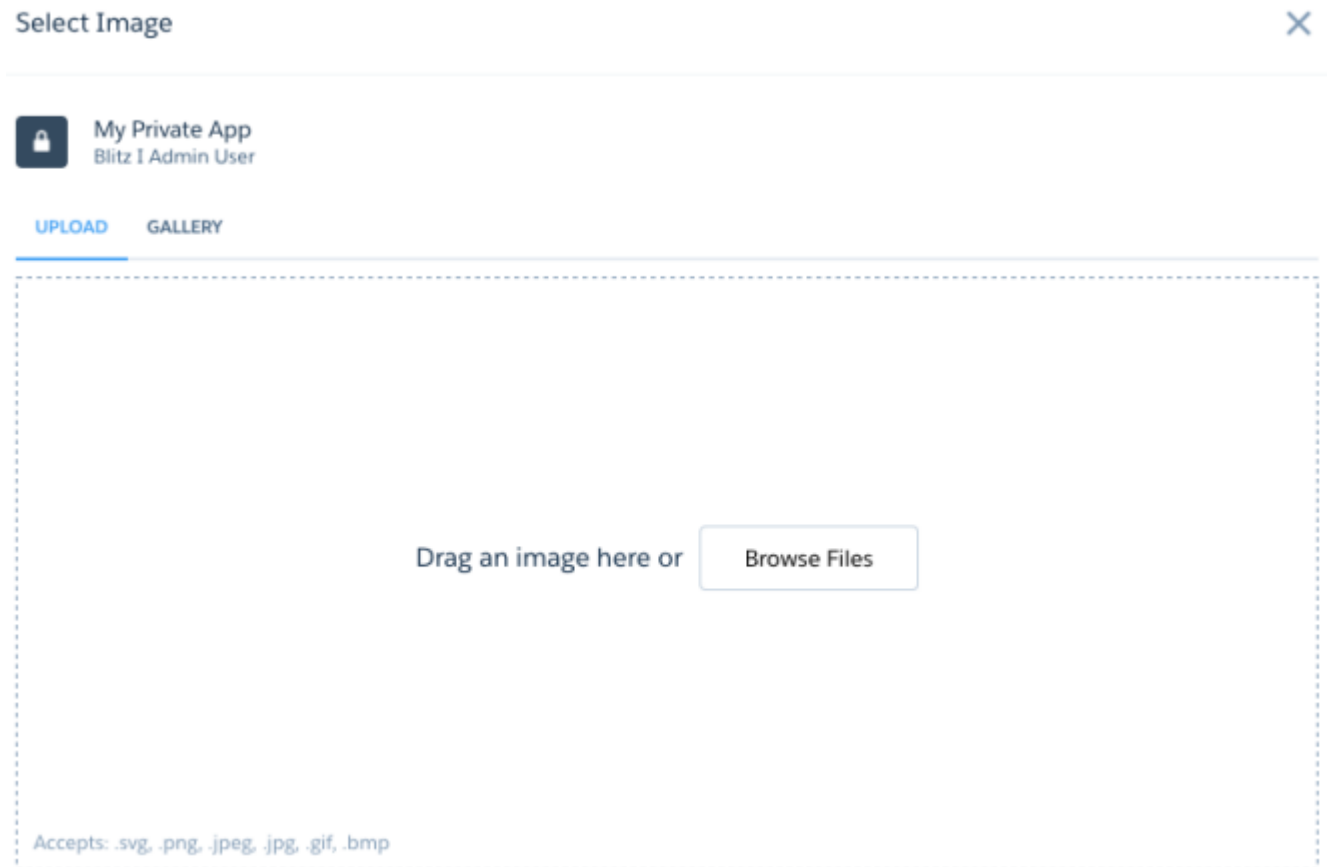 Select Image
My Private App
Blitz I Admin User
UPLOAD GALLERY
Drag an image here or Browse Files
Accepts: .svg, .png, .jpeg, .jpg, .gif, .bmp